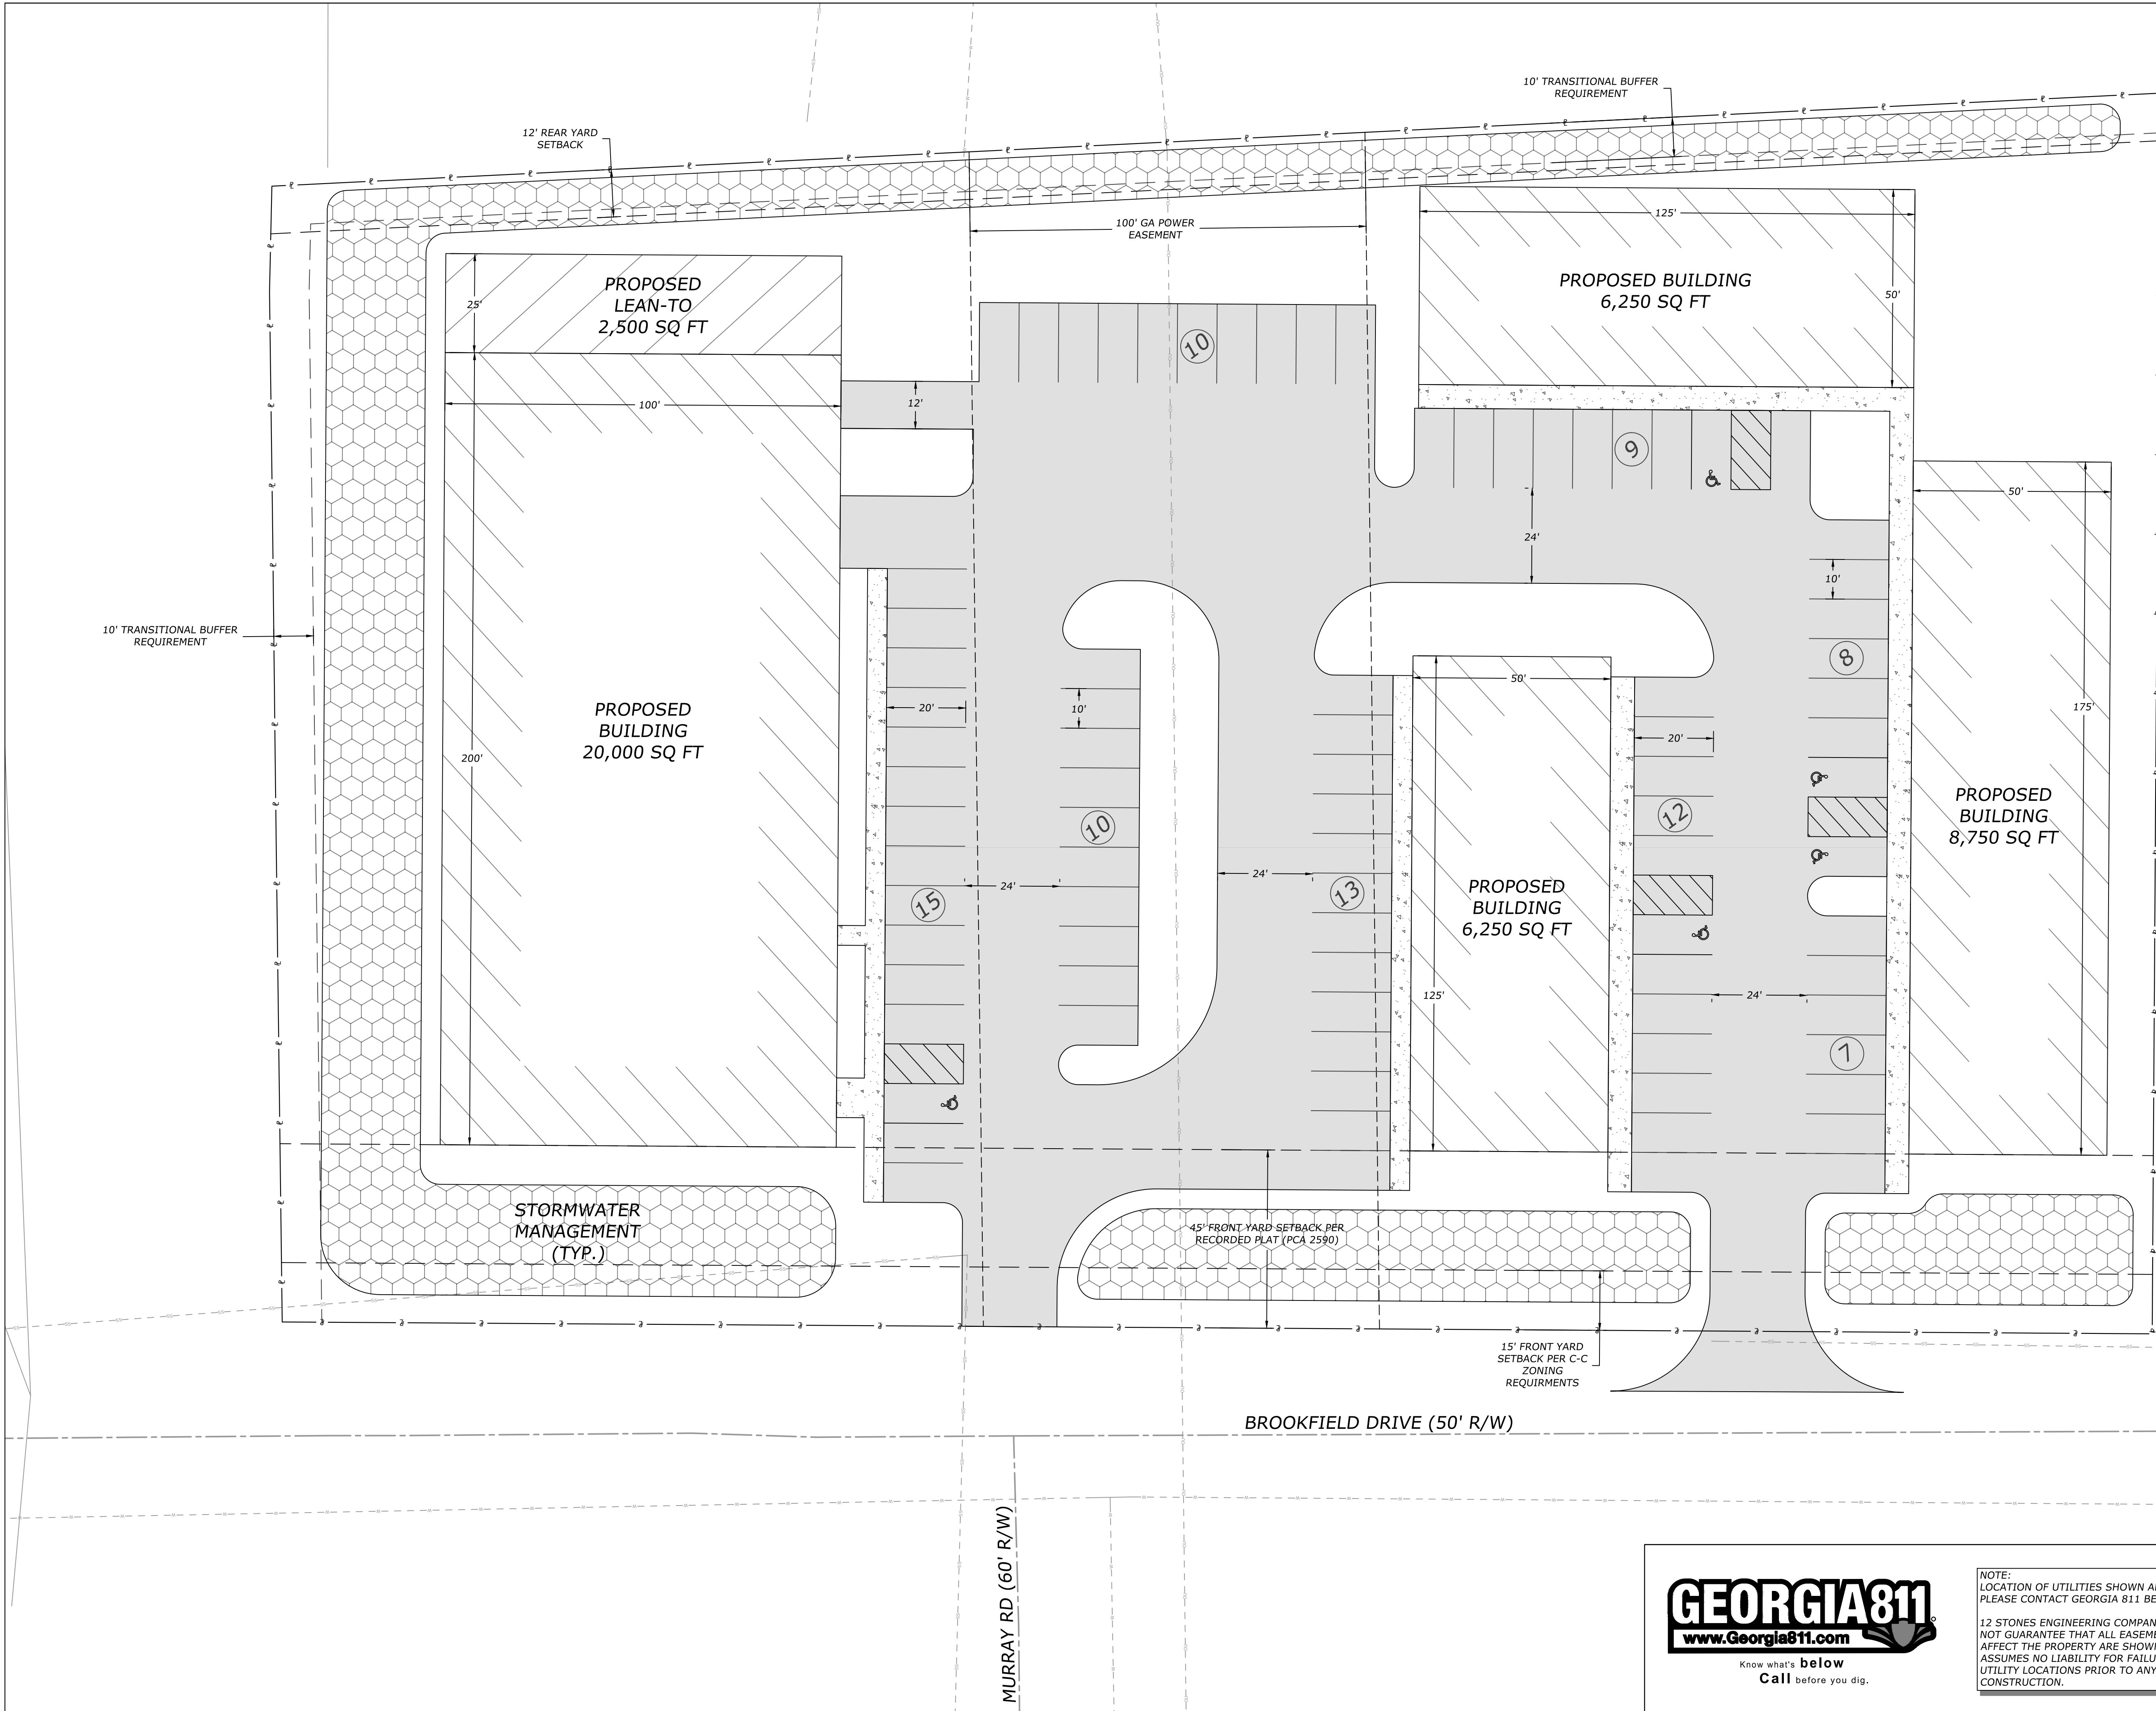 10' TRANSITIONAL BUFFER
REQUIREMENT
12' REAR YARD
SETBACK
100' GA POWER
EASEMENT
125'
PROPOSED BUILDING
6,250 SQ FT
50'
25'
PROPOSED
LEAN-TO
2,500 SQ FT
10
100'
12'
9
50'
24'
10'
10' TRANSITIONAL BUFFER
REQUIREMENT
8
50'
20'
10'
175'
PROPOSED
BUILDING
20,000 SQ FT
200'
20'
PROPOSED
BUILDING
8,750 SQ FT
12
10
24'
24'
13
15
PROPOSED
BUILDING
6,250 SQ FT
125'
24'
7
STORMWATER
MANAGEMENT
(TYP.)
45' FRONT YARD SETBACK PER
RECORDED PLAT (PCA 2590)
15' FRONT YARD
SETBACK PER C-C
ZONING
REQUIRMENTS
BROOKFIELD DRIVE (50' R/W)
MURRAY RD (60' R/W)
GEORGIA811
www.Georgia811.com
Know what's below
Call before you dig.
NOTE:
LOCATION OF UTILITIES SHOWN A
PLEASE CONTACT GEORGIA 811 BE
12 STONES ENGINEERING COMPAN
NOT GUARANTEE THAT ALL EASEM
AFFECT THE PROPERTY ARE SHOWN
ASSUMES NO LIABILITY FOR FAILU
UTILITY LOCATIONS PRIOR TO ANY
CONSTRUCTION.